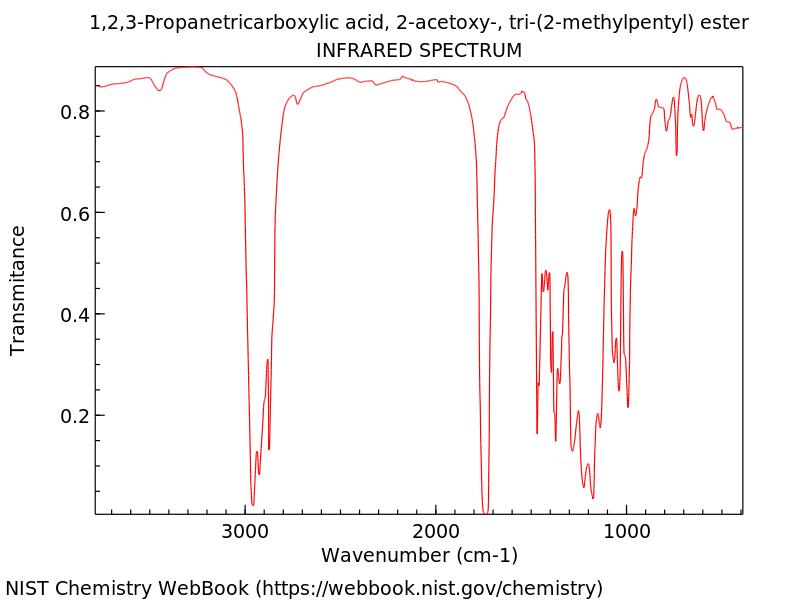 1,2,3-Propanetricarboxylic acid, 2-acetoxy-, tri-(2-methylpentyl) ester
INFRARED SPECTRUM
0.8
0.6
0.4
0.2
Transmitance
3000 2000 1000
Wavenumber (cm-1)
NIST Chemistry WebBook (https://webbook.nist.gov/chemistry)